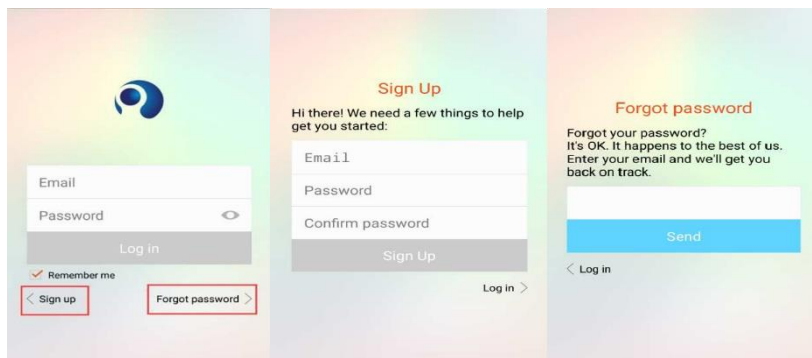 Email
Password
Log in
Remember me
Sign up
Forgot password
Sign Up
Hi there! We need a few things to help
get you started:
Email
Password
Confirm password
Sign Up
Log in
Forgot password
Forgot your password?
It's OK. It happens to the best of us.
Enter your email and we'll get you
back on track.
Send
Log in